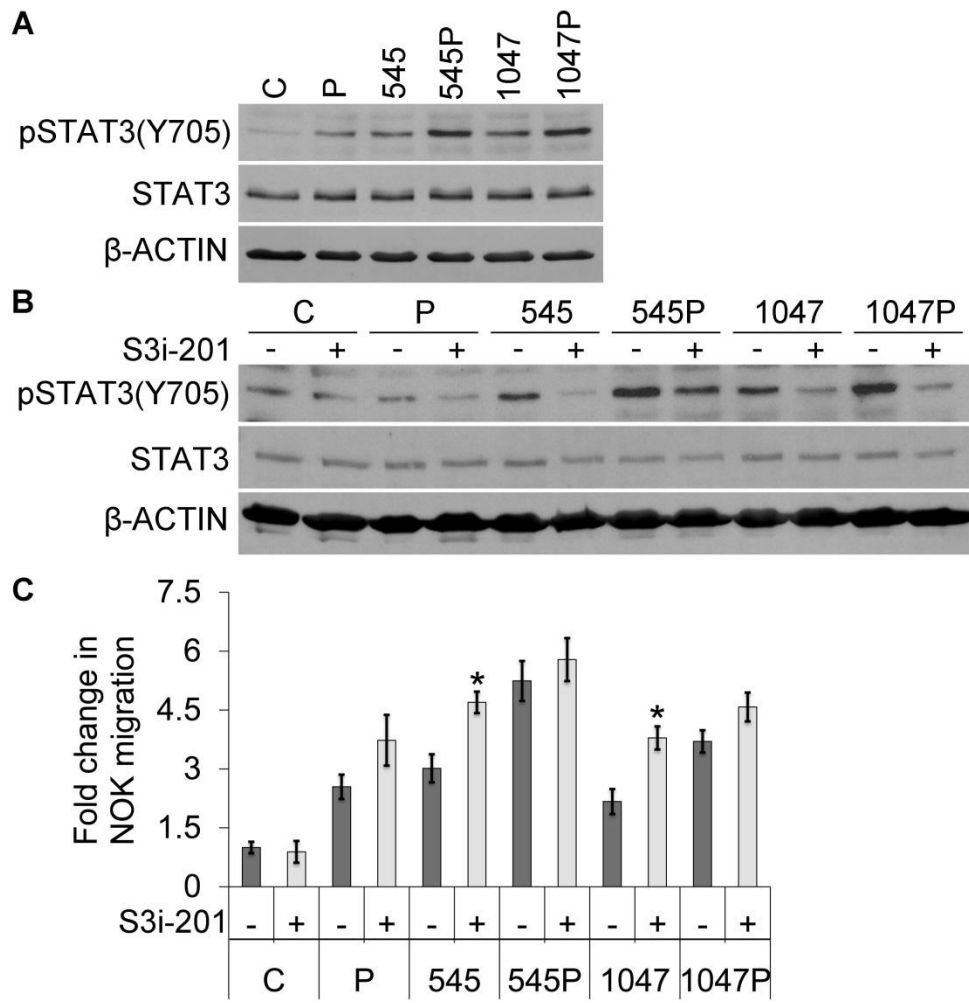 A
C P 545 545P 1047 1047P
pSTAT3(Y705)
STAT3
β-ACTIN
B
C P 545 545P 1047 1047P
S3i-201 - + - + - + - + - + - +
pSTAT3(Y705)
STAT3
β-ACTIN
C
Fold change in
NOK migration
7.5
6
4.5
3
1.5
0
* *
S3i-201 - + - + - + - + - + - +
C P 545 545P 1047 1047P